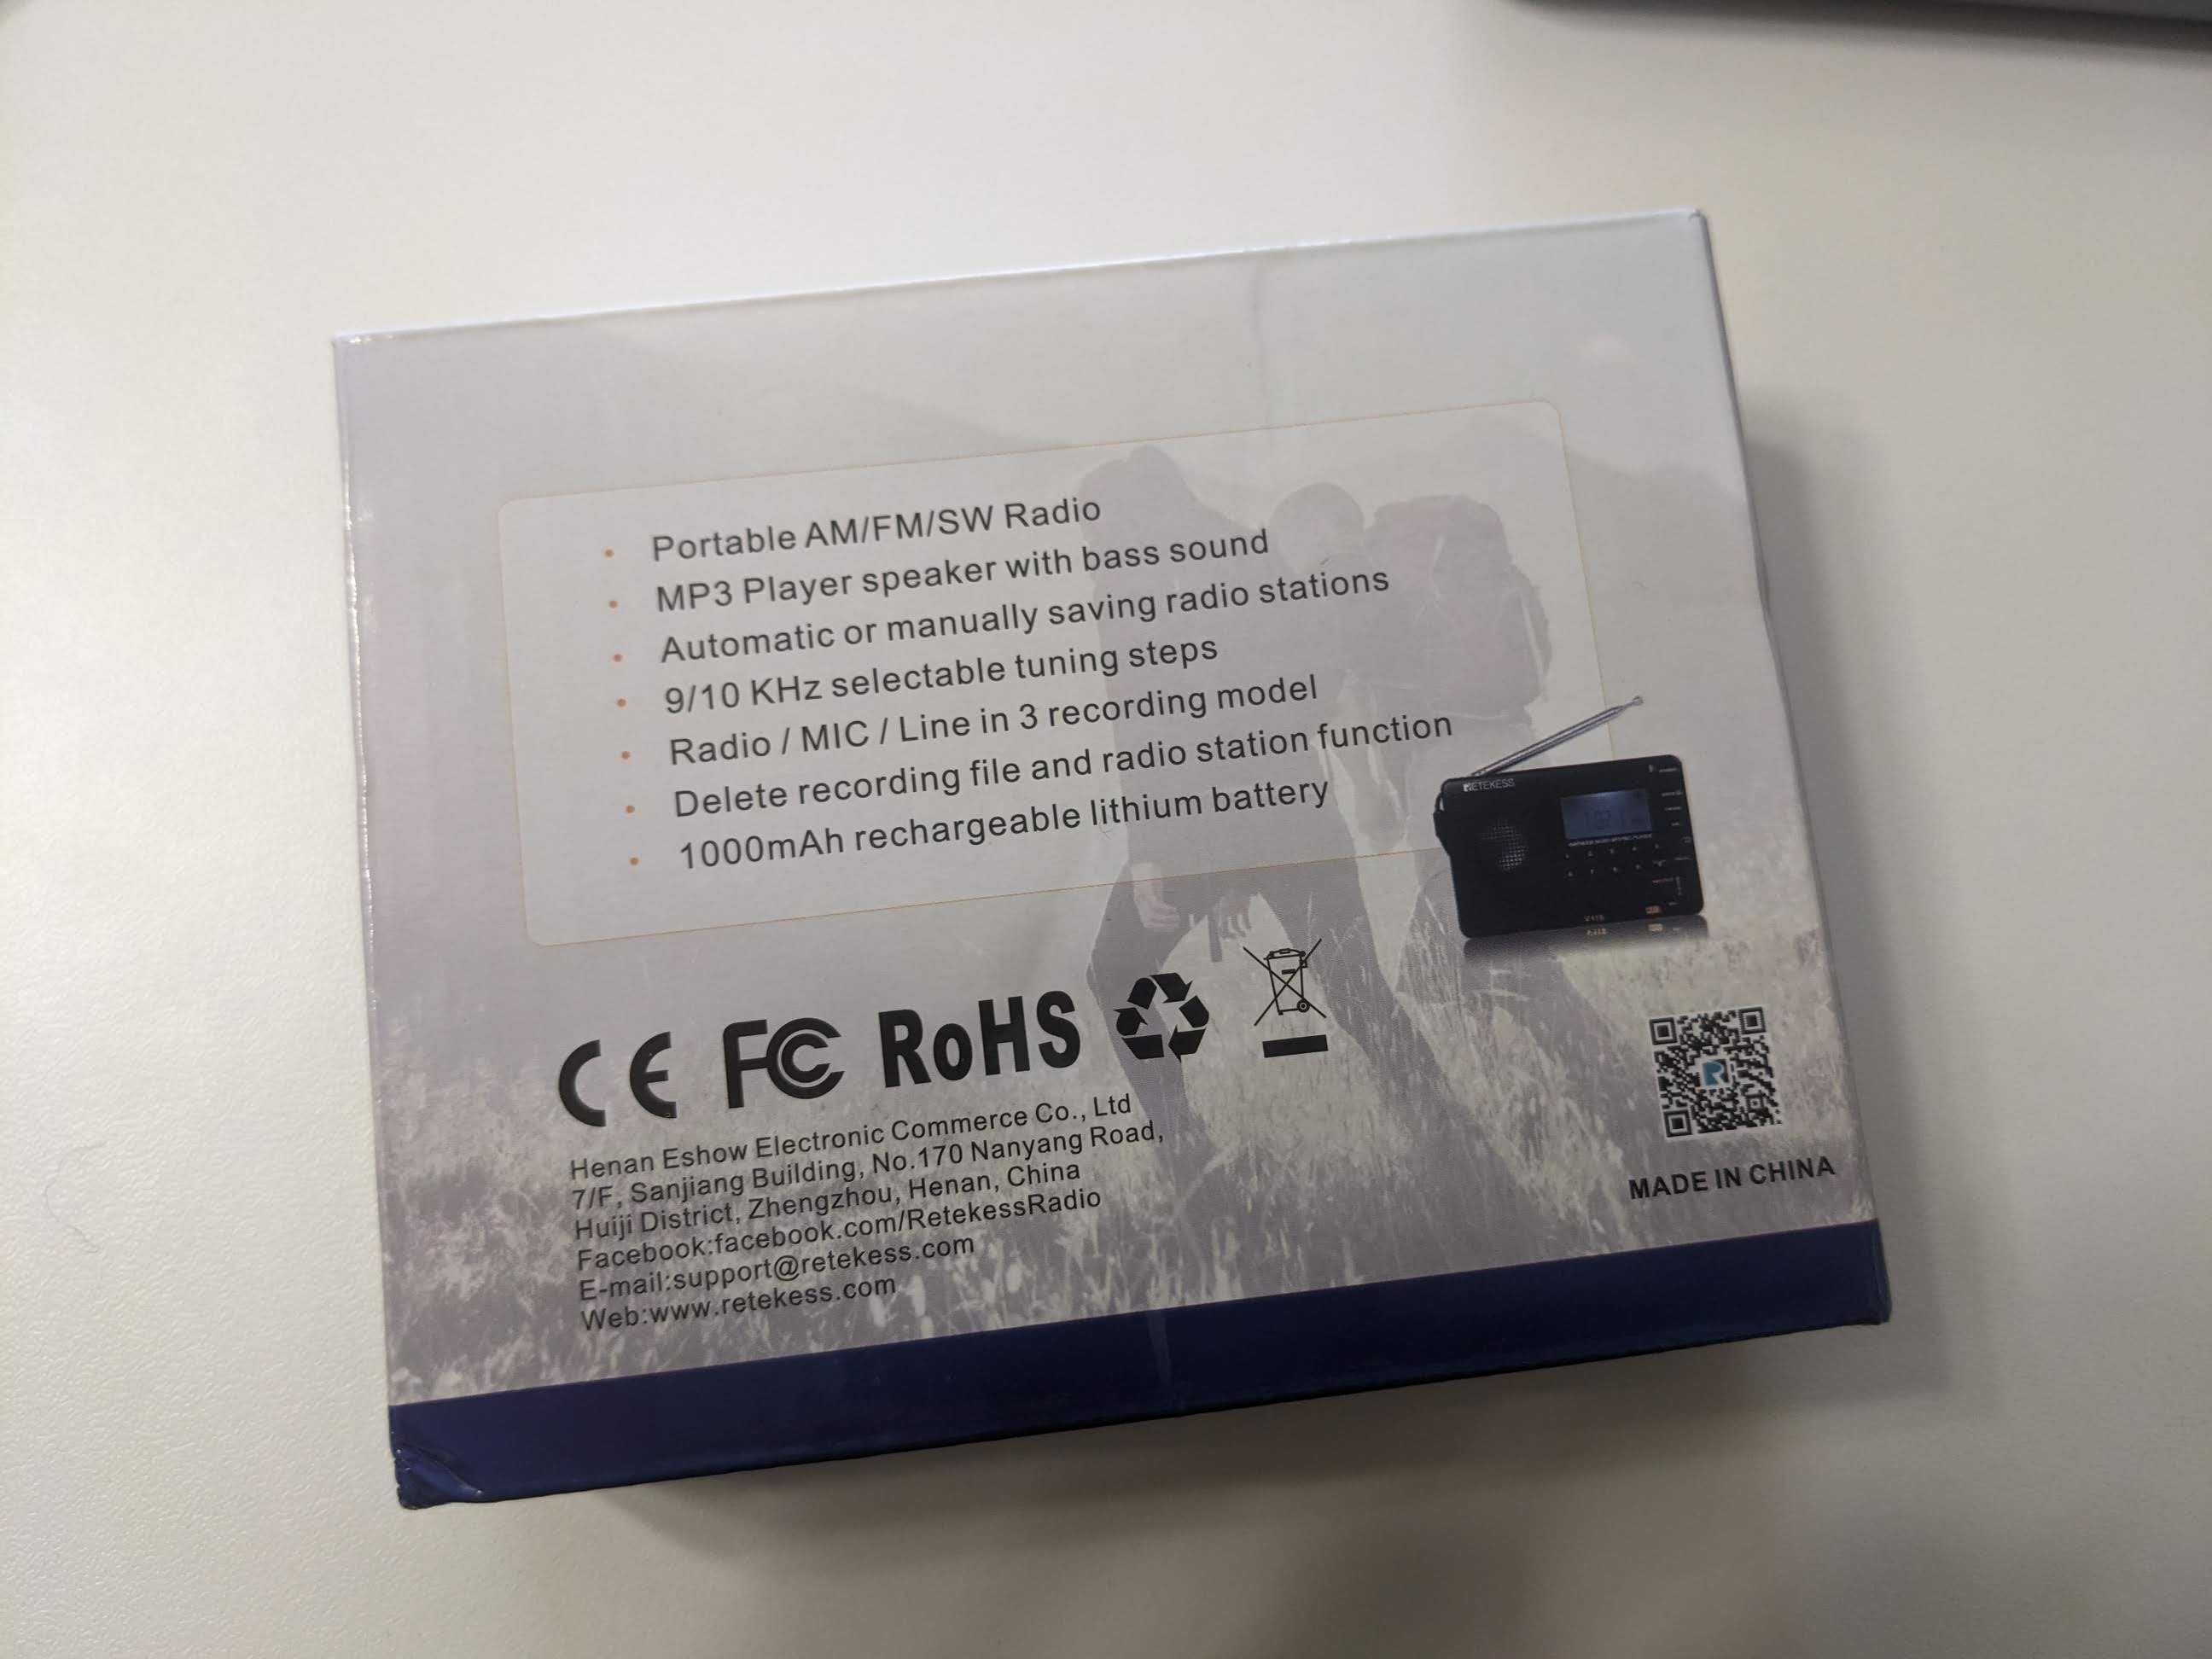 Portable AM/FM/SW Radio
MP3 Player speaker with bass sound
Automatic or manually saving radio stations
9/10 KHz selectable tuning steps
Radio / MIC / Line in 3 recording model
Delete recording file and radio station function
1000mAh rechargeable lithium battery
RETEKESS
CE FC RoHS
Henan Eshow Electronic Commerce Co., Ltd
7/F, Sanjiang Building, No.170 Nanyang Road,
Huiji District, Zhengzhou, Henan, China
Facebook:facebook.com/RetekessRadio
E-mail:support@retekess.com
Web:www.retekess.com
MADE IN CHINA